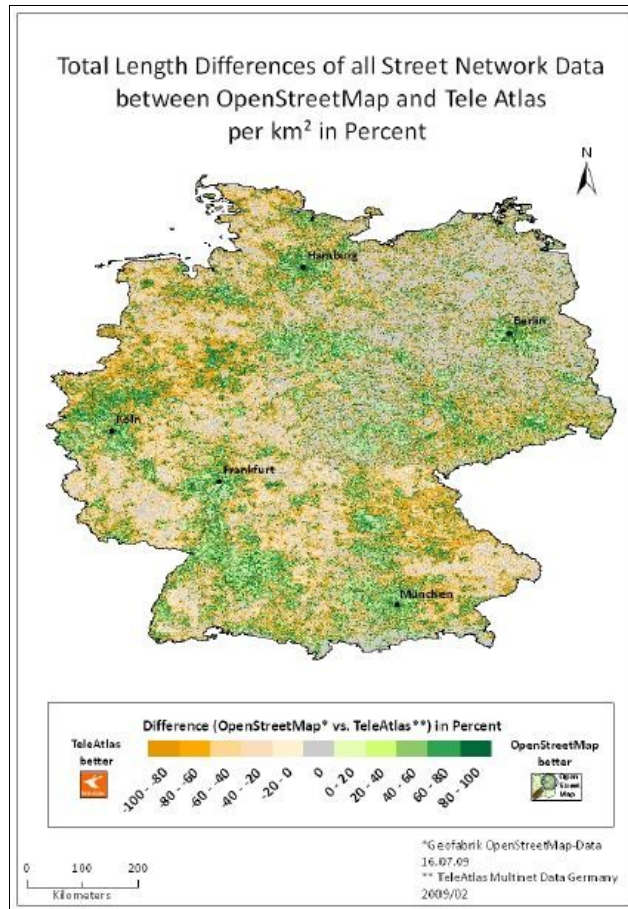 Total Length Differences of all Street Network Data
between OpenStreetMap and Tele Atlas
per km² in Percent
N
Hamburg
Berlin
Köln
Frankfurt
München
Difference (OpenStreetMap* vs. TeleAtlas**) in Percent
TeleAtlas
better
OpenStreetMap
better
Open
Street
Map
-100 - -80
-80 - -60
-60 - -40
-40 - -20
-20 - 0
0
0 - 20
20 - 40
40 - 60
60 - 80
80 - 100
*Geofabrik OpenStreetMap-Data
16.07.09
** TeleAtlas Multinet Data Germany
2009/02
0 100 200
Kilometers